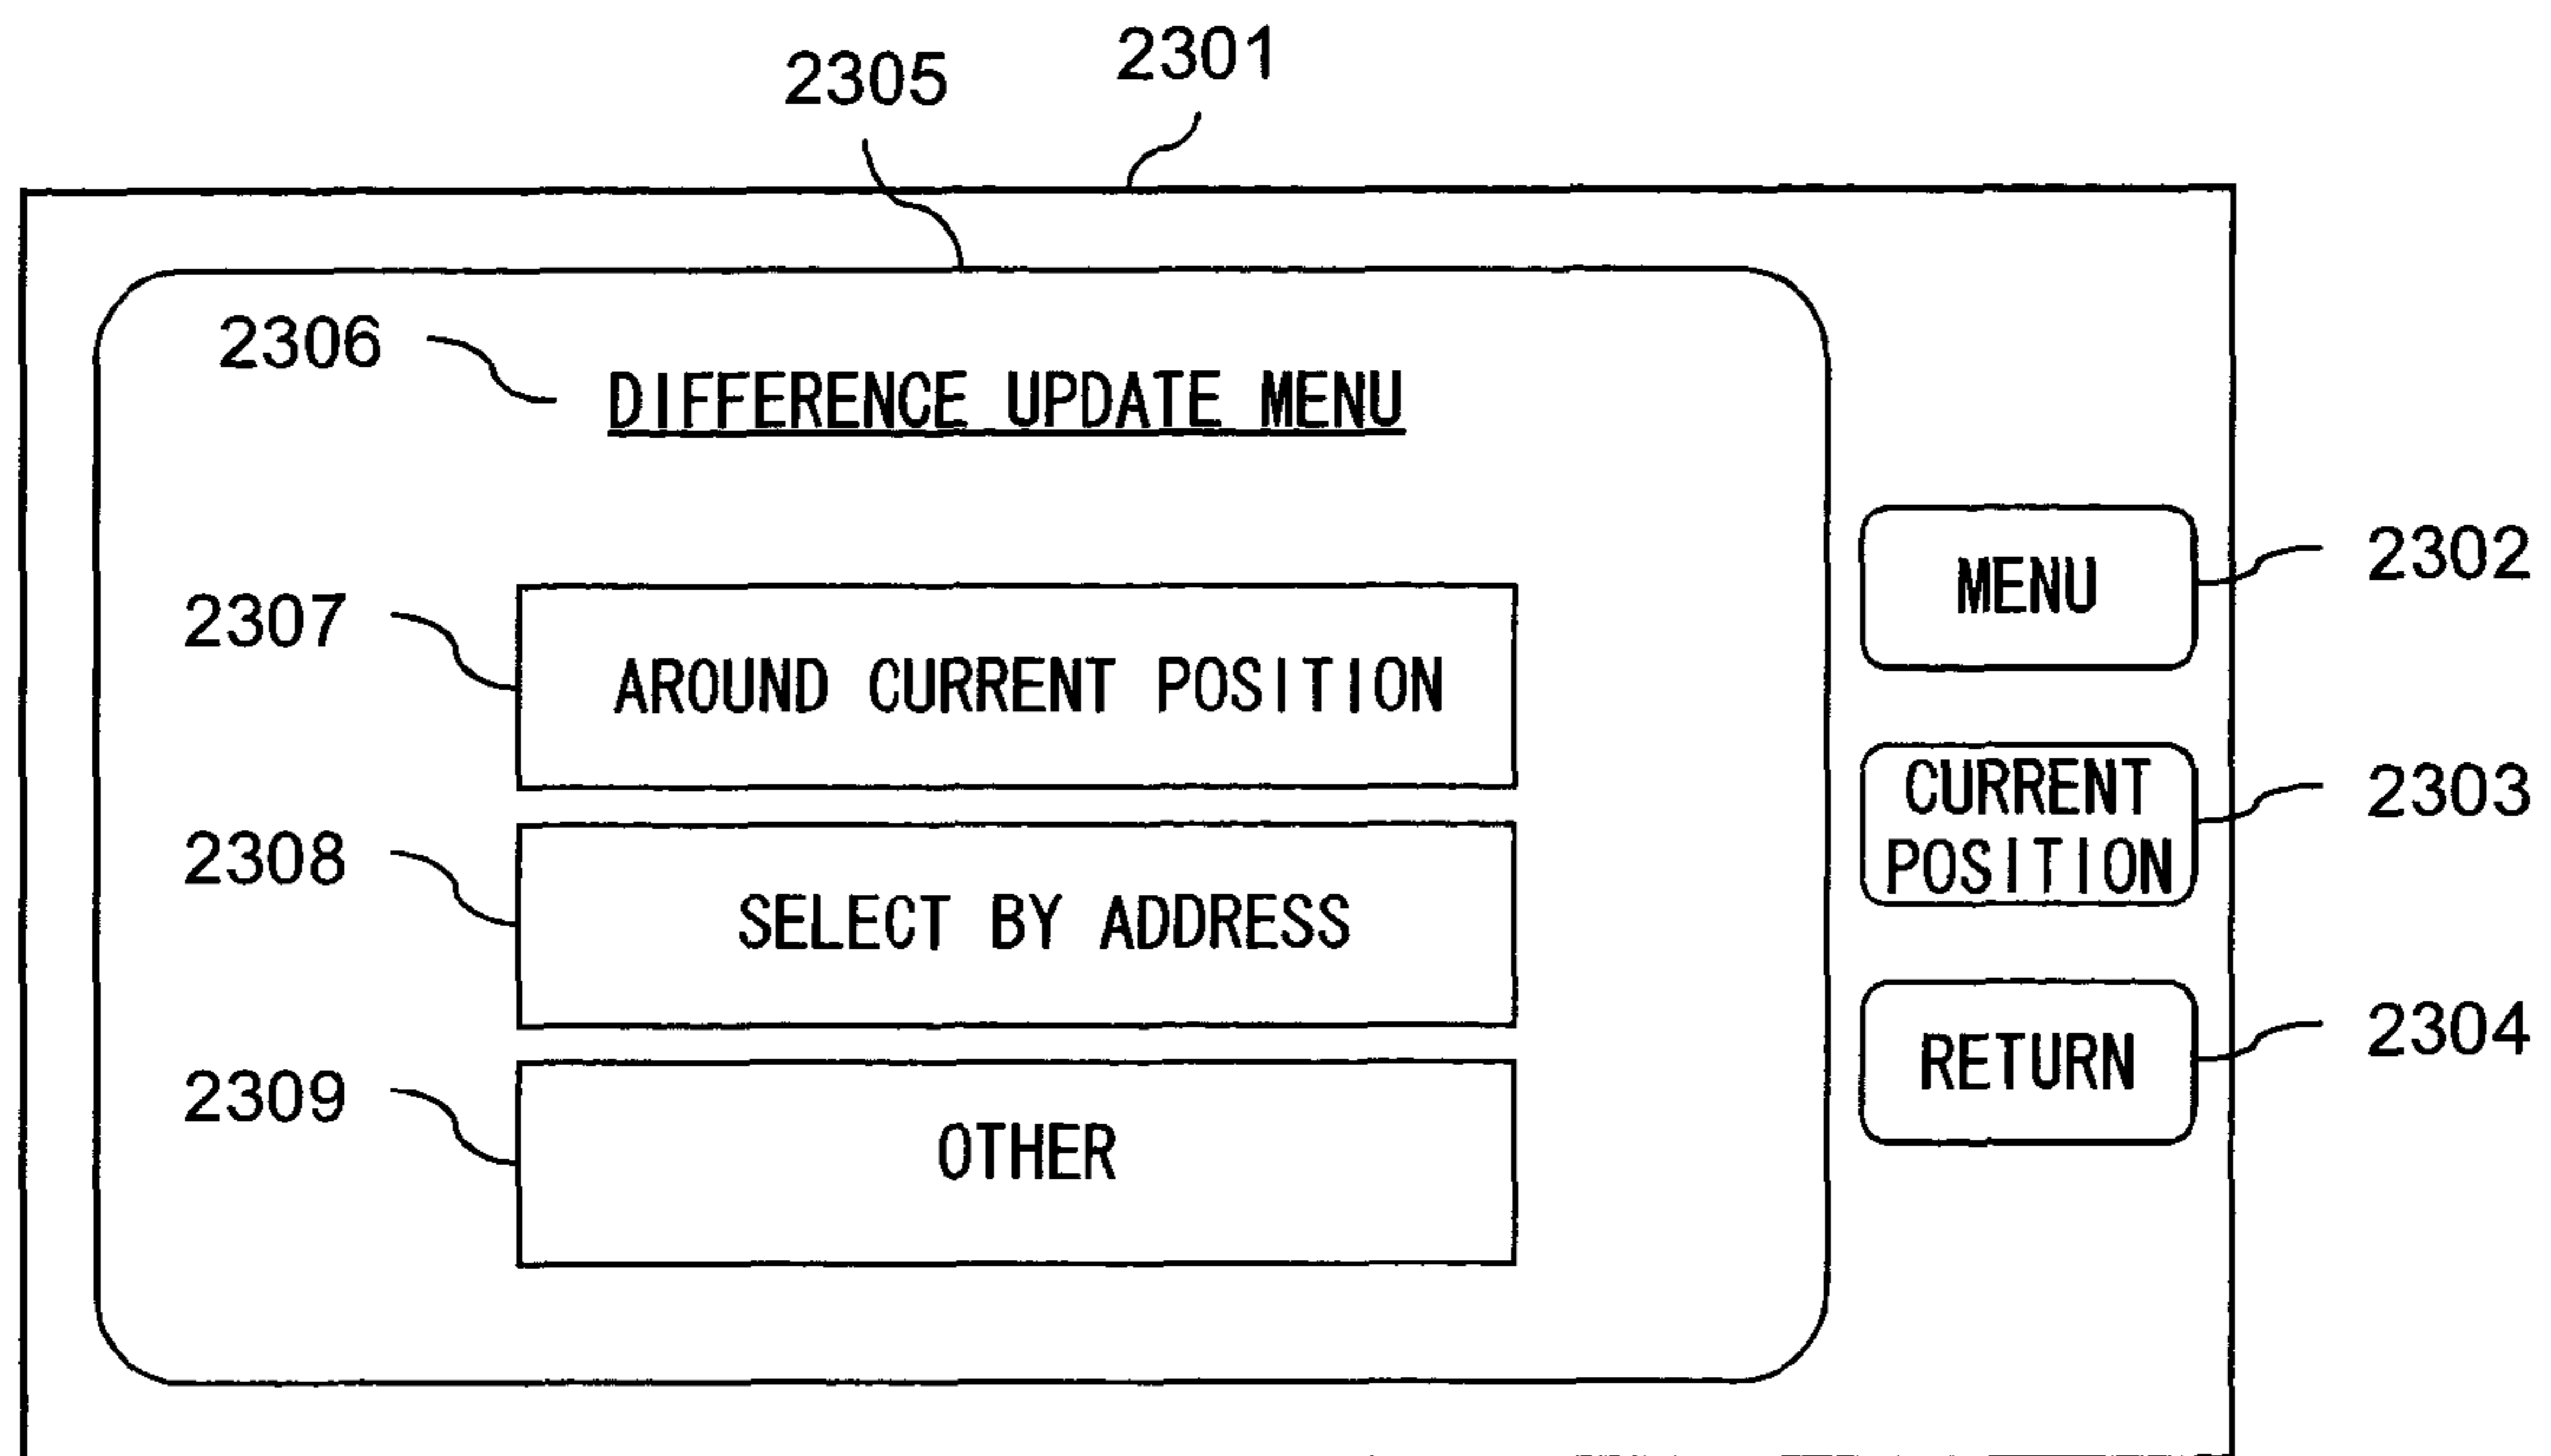 2301
2305
2306
DIFFERENCE UPDATE MENU
2307
AROUND CURRENT POSITION
2308
SELECT BY ADDRESS
2309
OTHER
MENU
2302
CURRENT
POSITION
2303
RETURN
2304